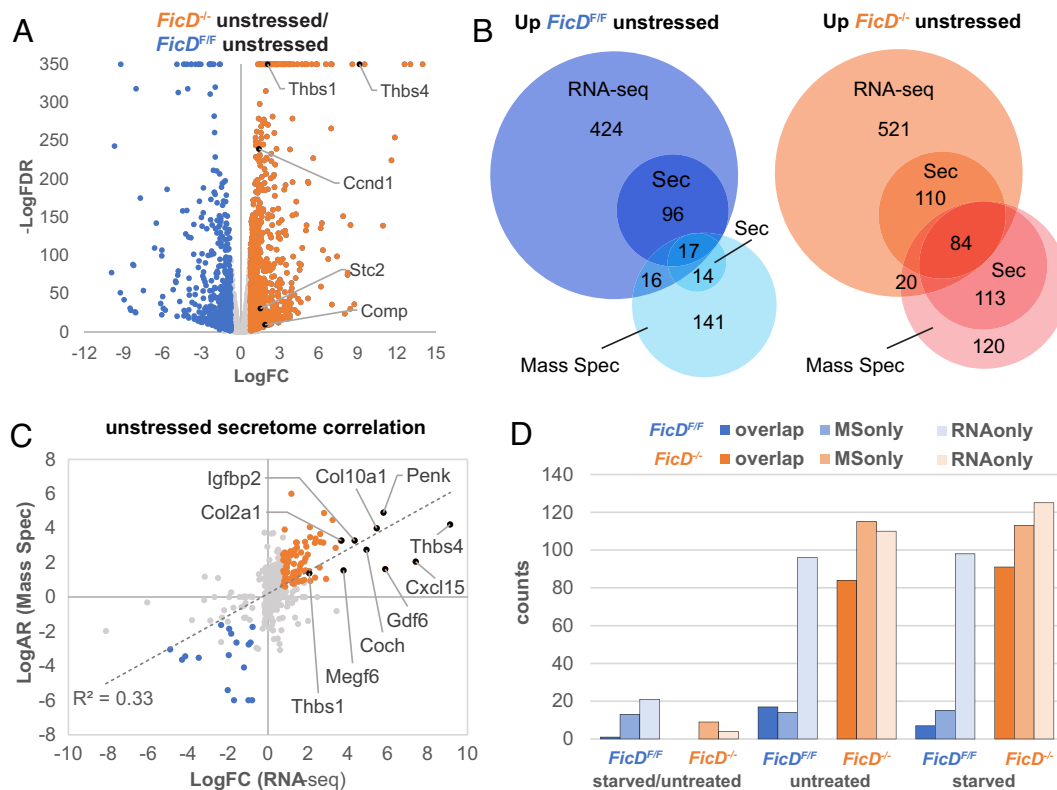 A
FicD-/- unstressed/
FicDF/F unstressed
350
300
250
200
150
100
50
0
-LogFDR
-12 -9 -6 -3 0 3 6 9 12 15
LogFC
Thbs1
Thbs4
Ccnd1
Stc2
Comp
B
Up FicDF/F unstressed
RNA-seq
424
Sec
96
Sec
17
16
14
141
Mass Spec
Up FicD-/- unstressed
RNA-seq
521
Sec
110
84
20
Sec
113
120
Mass Spec
C
unstressed secretome correlation
8
6
4
2
0
-2
-4
-6
-8
LogAR (Mass Spec)
-10 -8 -6 -4 -2 0 2 4 6 8 10
LogFC (RNA-seq)
Igfbp2
Col10a1
Penk
Col2a1
Thbs4
Cxcl15
Gdf6
Coch
Megf6
Thbs1
R² = 0.33
D
FicDF/F overlap MSonly RNAonly
FicD-/- overlap MSonly RNAonly
140
120
100
80
60
40
20
0
counts
FicDF/F FicD-/- FicDF/F FicD-/- FicDF/F FicD-/-
starved/untreated untreated starved